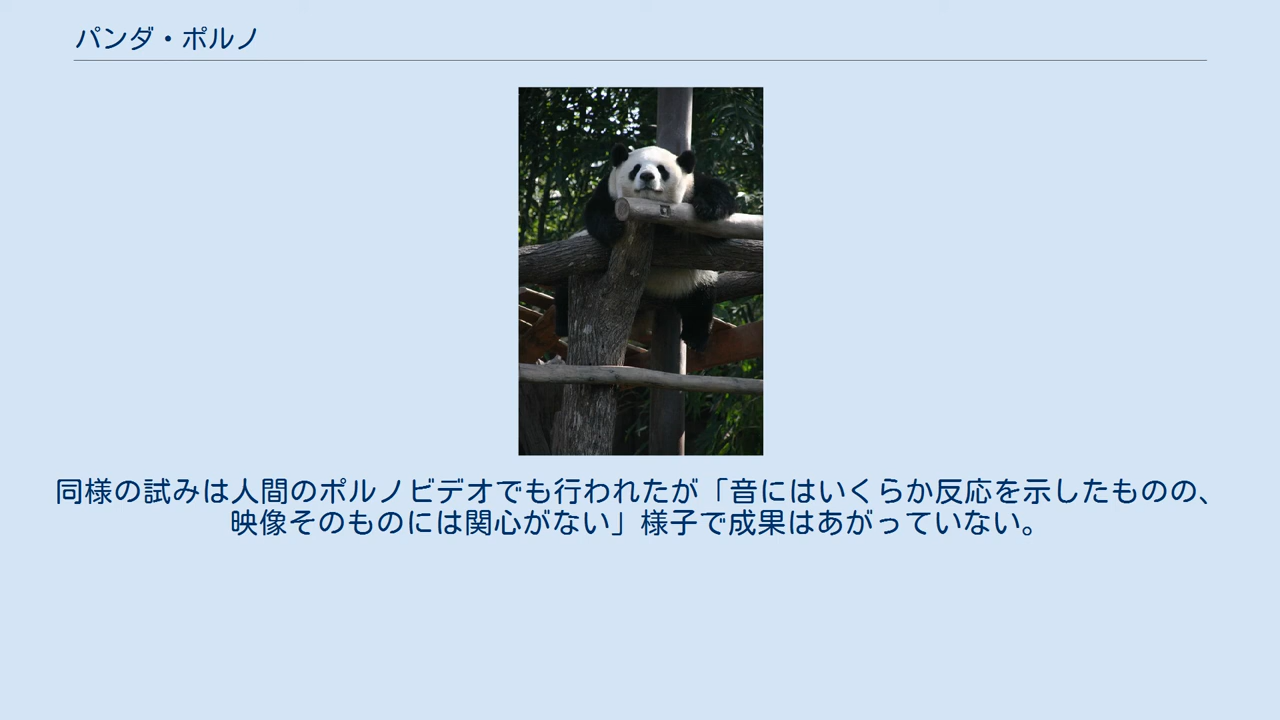 パンダ・ポルノ
同様の試みは人間のポルノビデオでも行われたが「音にはいくらか反応を示したものの、
映像そのものには関心がない」様子で成果はあがっていない。